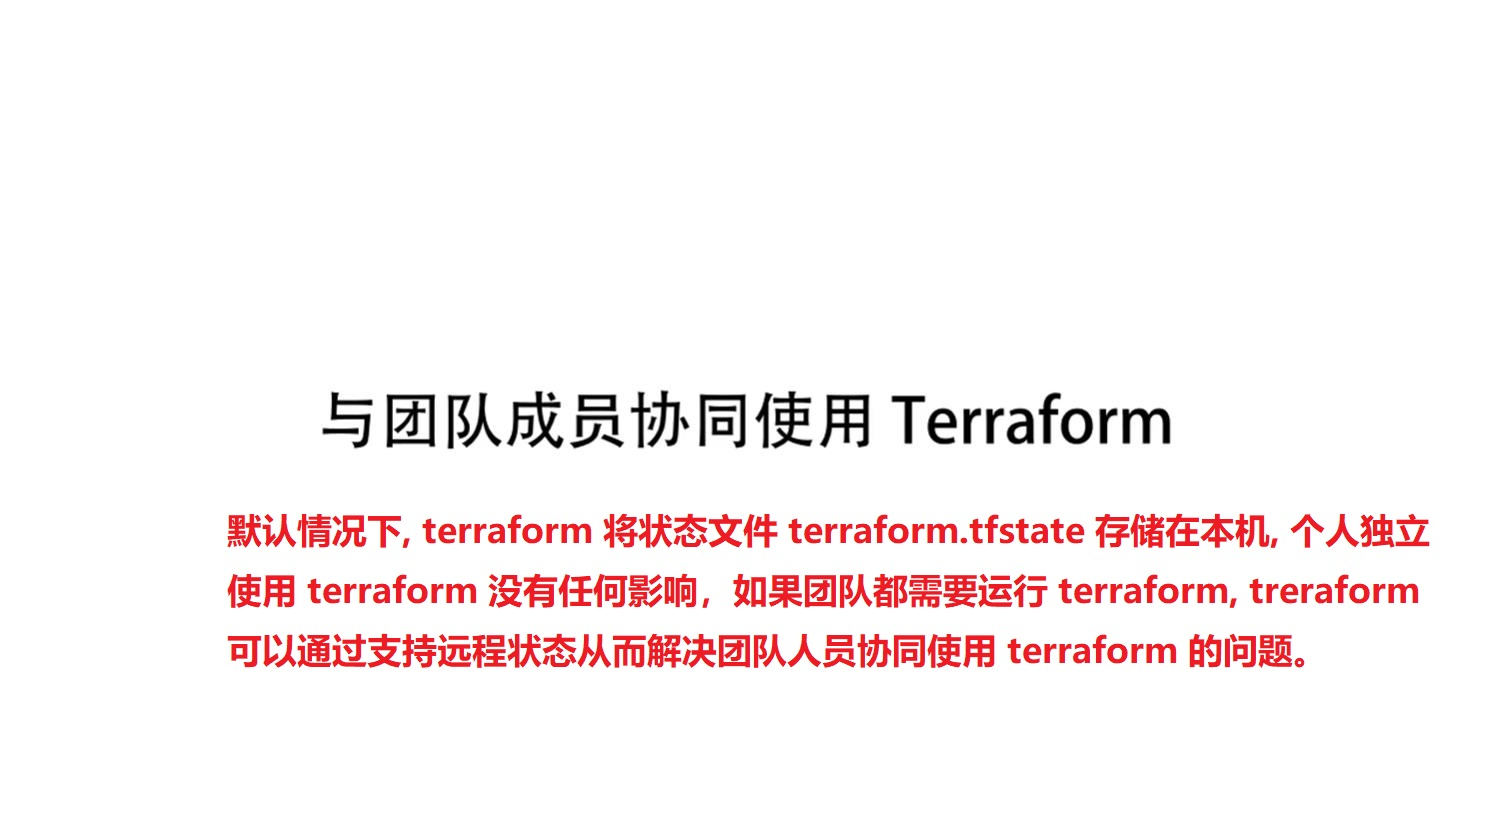 与团队成员协同使用 Terraform
默认情况下, terraform 将状态文件 terraform.tfstate 存储在本机, 个人独立
使用 terraform 没有任何影响，如果团队都需要运行 terraform, treraform
可以通过支持远程状态从而解决团队人员协同使用 terraform 的问题。